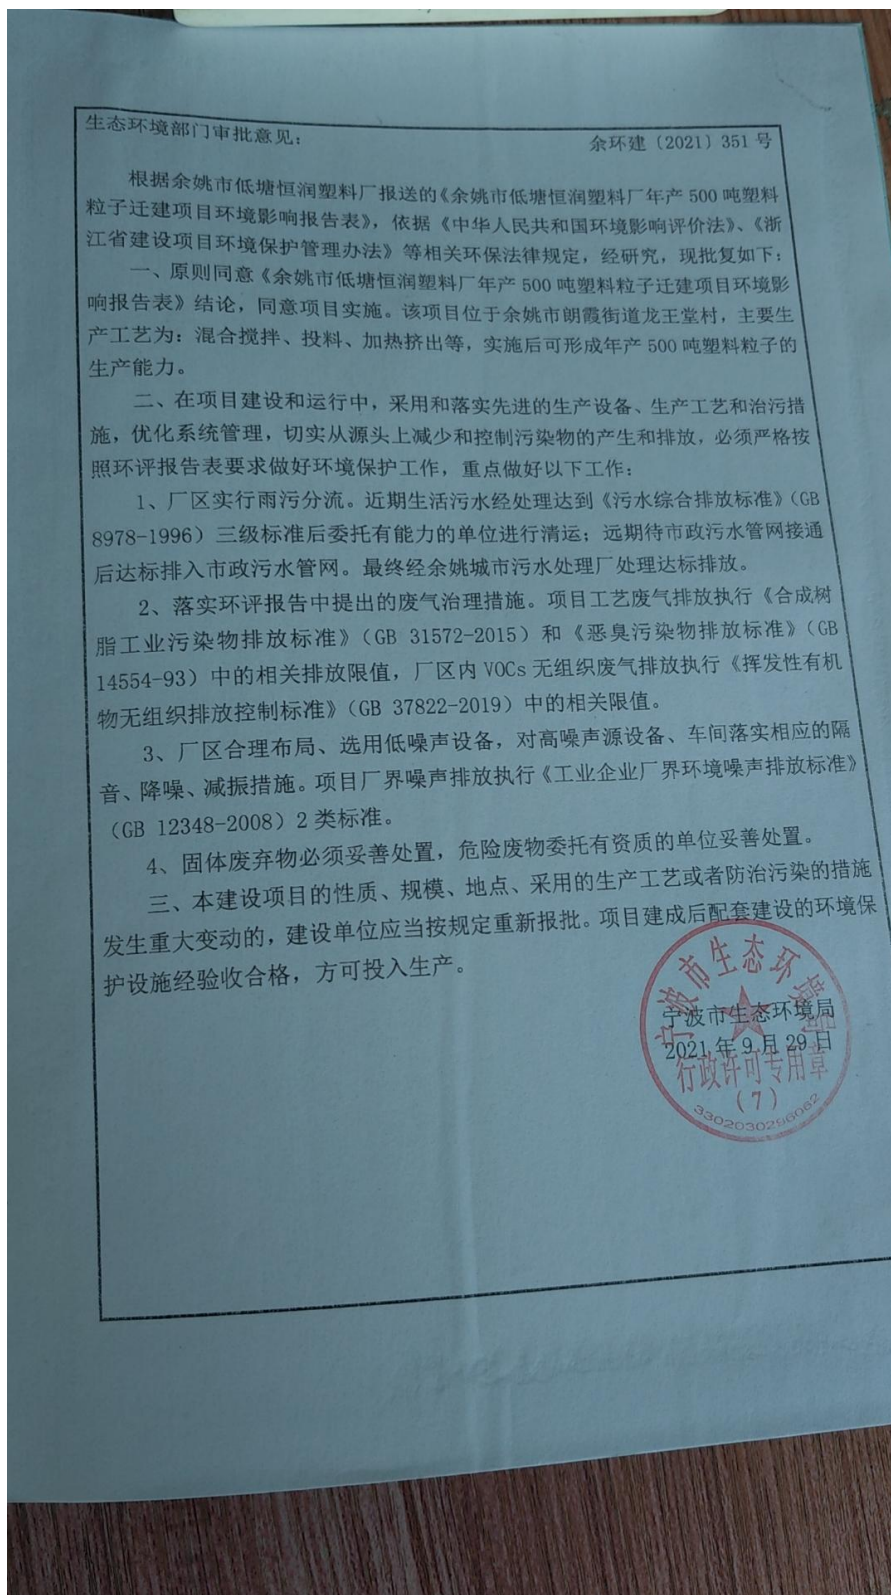 生态环境部门审批意见：
余环建〔2021〕351 号
根据余姚市低塘恒润塑料厂报送的《余姚市低塘恒润塑料厂年产 500 吨塑料
粒子迁建项目环境影响报告表》，依据《中华人民共和国环境影响评价法》、《浙
江省建设项目环境保护管理办法》等相关环保法律规定，经研究，现批复如下：
一、原则同意《余姚市低塘恒润塑料厂年产 500 吨塑料粒子迁建项目环境影
响报告表》结论，同意项目实施。该项目位于余姚市朗霞街道龙王堂村，主要生
产工艺为：混合搅拌、投料、加热挤出等，实施后可形成年产 500 吨塑料粒子的
生产能力。
二、在项目建设和运行中，采用和落实先进的生产设备、生产工艺和治污措
施，优化系统管理，切实从源头上减少和控制污染物的产生和排放，必须严格按
照环评报告表要求做好环境保护工作，重点做好以下工作：
1、厂区实行雨污分流。近期生活污水经处理达到《污水综合排放标准》（GB
8978-1996）三级标准后委托有能力的单位进行清运；远期待市政污水管网接通
后达标排入市政污水管网。最终经余姚城市污水处理厂处理达标排放。
2、落实环评报告中提出的废气治理措施。项目工艺废气排放执行《合成树
脂工业污染物排放标准》（GB 31572-2015）和《恶臭污染物排放标准》（GB
14554-93）中的相关排放限值，厂区内 VOCs 无组织废气排放执行《挥发性有机
物无组织排放控制标准》（GB 37822-2019）中的相关限值。
3、厂区合理布局、选用低噪声设备，对高噪声源设备、车间落实相应的隔
音、降噪、减振措施。项目厂界噪声排放执行《工业企业厂界环境噪声排放标准》
（GB 12348-2008）2 类标准。
4、固体废弃物必须妥善处置，危险废物委托有资质的单位妥善处置。
三、本建设项目的性质、规模、地点、采用的生产工艺或者防治污染的措施
发生重大变动的，建设单位应当按规定重新报批。项目建成后配套建设的环境保
护设施经验收合格，方可投入生产。
宁波市生态环境局
宁波市生态环境局
2021 年 9 月 29 日
行政许可专用章
（7）
3302030296082